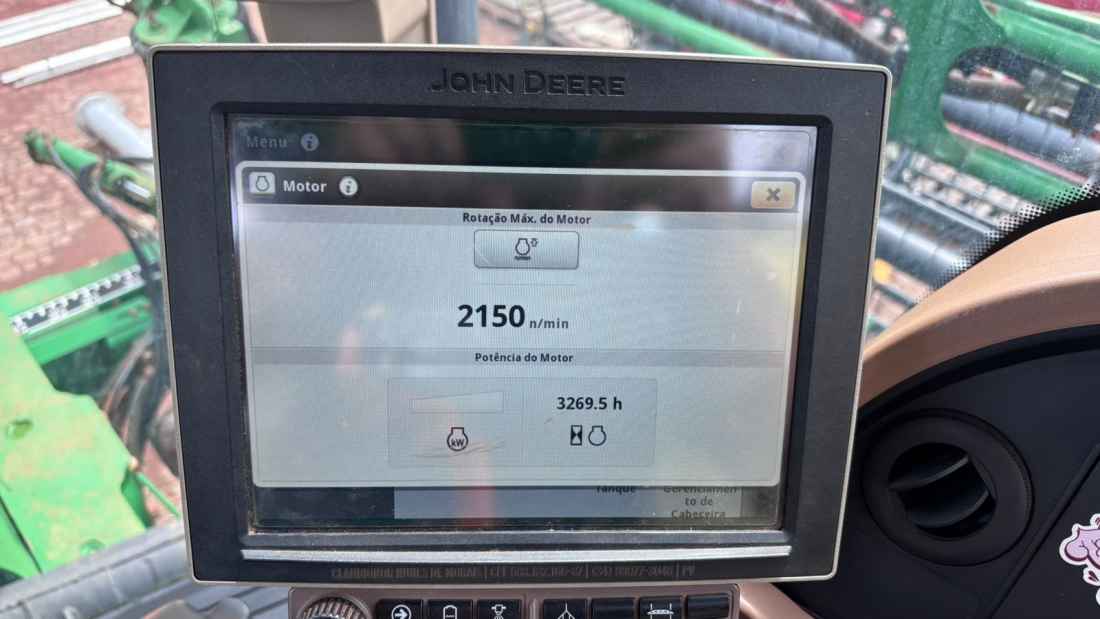 JOHN DEERE
Menu
Motor
Rotação Máx. do Motor
2150 n/min
Potência do Motor
3269.5 h
kW
Tanque
Gerenciamen
to de
Cabeceira